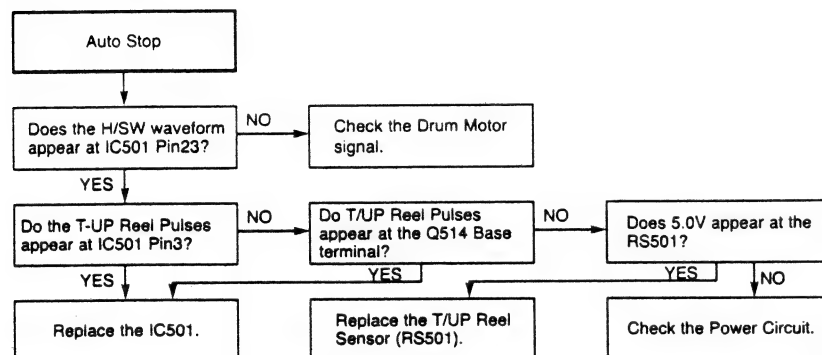 Auto Stop
Does the H/SW waveform
appear at IC501 Pin23?
NO
Check the Drum Motor
signal.
YES
Do the T-UP Reel Pulses
appear at IC501 Pin3?
NO
Do T/UP Reel Pulses
appear at the Q514 Base
terminal?
NO
Does 5.0V appear at the
RS501?
YES
YES
YES
NO
Replace the IC501.
Replace the T/UP Reel
Sensor (RS501).
Check the Power Circuit.